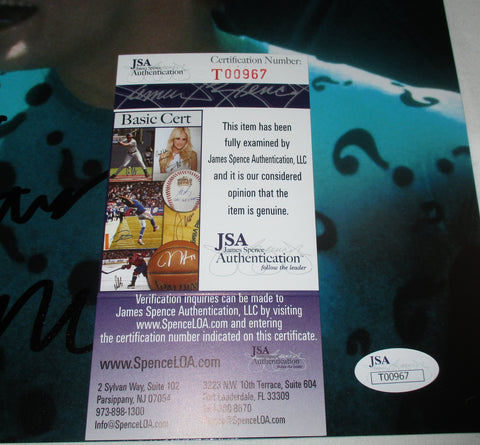 JSA
James Spence
Authentication
Certification Number:
T00967
Basic Cert
This item has been
fully examined by
James Spence Authentication, LLC
and it is our considered
opinion that the
item is genuine.
JSA
James Spence
Authentication
follow the leader
Verification inquiries can be made to
James Spence Authentication, LLC by visiting
www.SpenceLOA.com and entering
the certification number indicated on this certificate.
www.SpenceLOA.com
JSA
Authentication
2 Sylvan Way, Suite 102
Parsippany, NJ 07054
973-898-1300
Info@SpenceLOA.com
3223 N.W. 10th Terrace, Suite 604
Fort Lauderdale, FL 33309
JSA
T00967